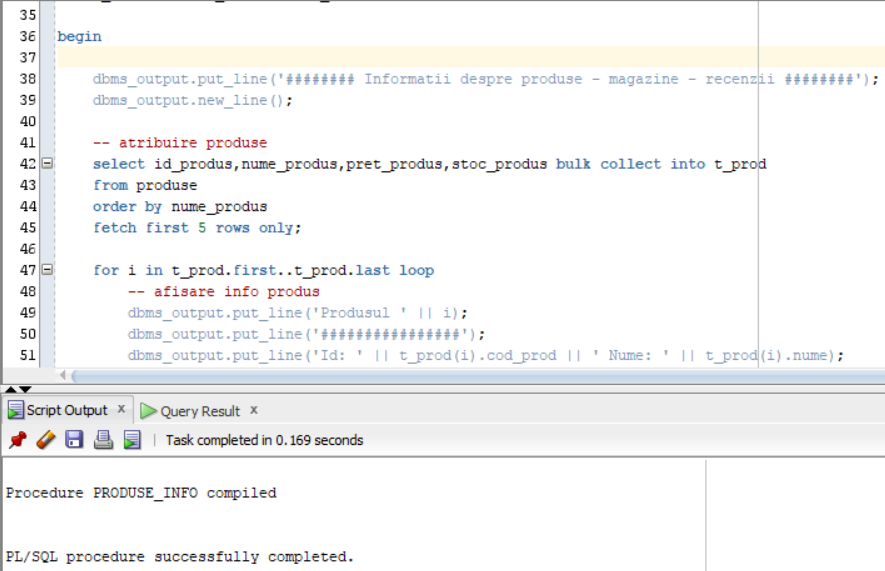 35
36 begin
37
38 dbms_output.put_line('######## Informatii despre produse - magazine - recenzii ########');
39 dbms_output.new_line();
40
41 -- atribuire produse
42 select id_produs,nume_produs,pret_produs,stoc_produs bulk collect into t_prod
43 from produse
44 order by nume_produs
45 fetch first 5 rows only;
46
47 for i in t_prod.first..t_prod.last loop
48 -- afisare info produs
49 dbms_output.put_line('Produsul ' || i);
50 dbms_output.put_line('################');
51 dbms_output.put_line('Id: ' || t_prod(i).cod_prod || ' Nume: ' || t_prod(i).nume);
Script Output x Query Result x
Task completed in 0.169 seconds
Procedure PRODUSE_INFO compiled
PL/SQL procedure successfully completed.